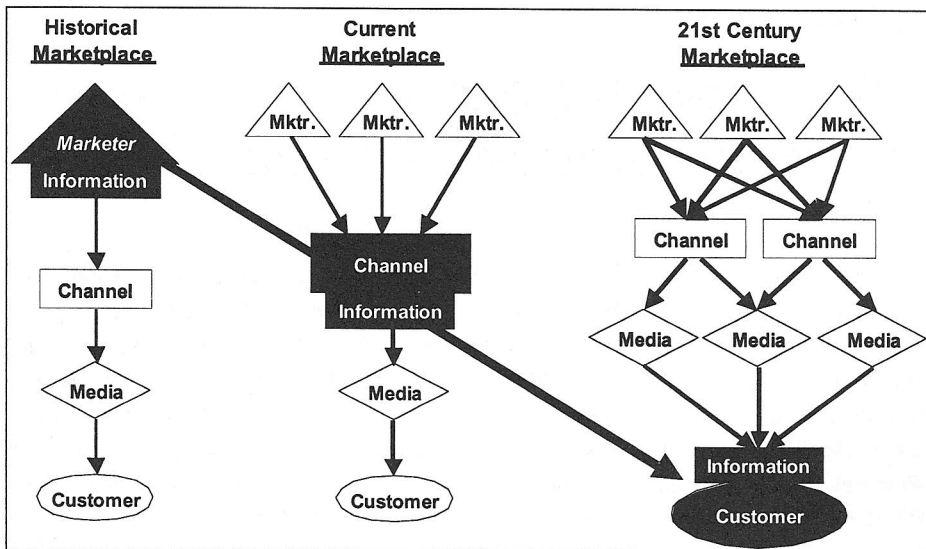 Historical
Marketplace
Marketer
Information
Channel
Media
Customer
Current
Marketplace
Mktr.
Mktr.
Mktr.
Channel
Information
Media
Customer
21st Century
Marketplace
Mktr.
Mktr.
Mktr.
Channel
Channel
Media
Media
Media
Information
Customer